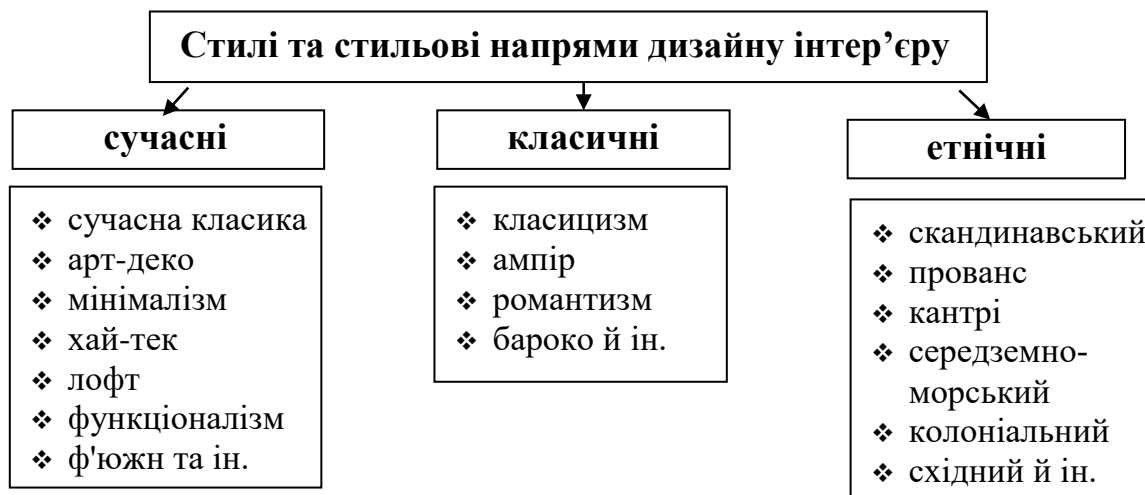 Стилі та стильові напрями дизайну інтер’єру
сучасні
❖ сучасна класика
❖ арт-деко
❖ мінімалізм
❖ хай-тек
❖ лофт
❖ функціоналізм
❖ ф'южн та ін.
класичні
❖ класицизм
❖ ампір
❖ романтизм
❖ бароко й ін.
етнічні
❖ скандинавський
❖ прованс
❖ кантрі
❖ середземно-
морський
❖ колоніальний
❖ східний й ін.